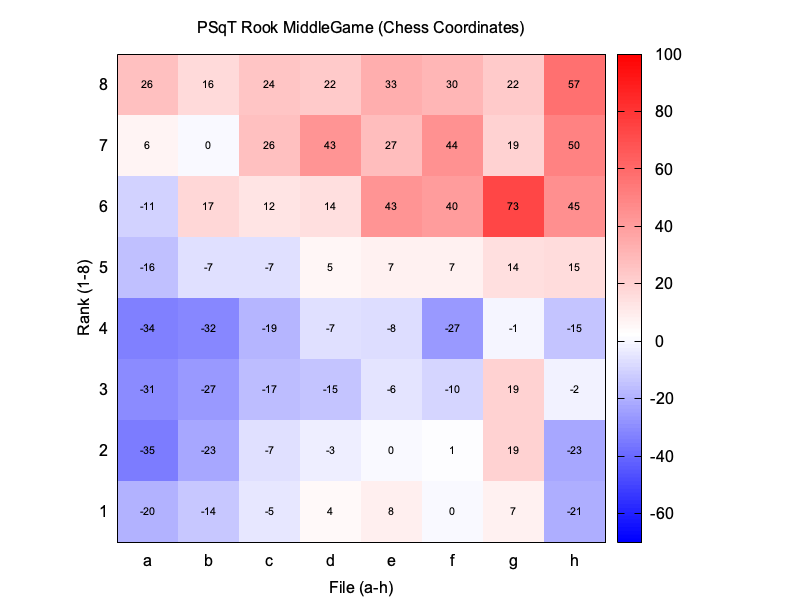 PSqT Rook MiddleGame (Chess Coordinates)
8 26 16 24 22 33 30 22 57
7 6 0 26 43 27 44 19 50
6 -11 17 12 14 43 40 73 45
5 -16 -7 -7 5 7 7 14 15
4 -34 -32 -19 -7 -8 -27 -1 -15
3 -31 -27 -17 -15 -6 -10 19 -2
2 -35 -23 -7 -3 0 1 19 -23
1 -20 -14 -5 4 8 0 7 -21
a b c d e f g h
File (a-h)
Rank (1-8)
100
80
60
40
20
0
-20
-40
-60